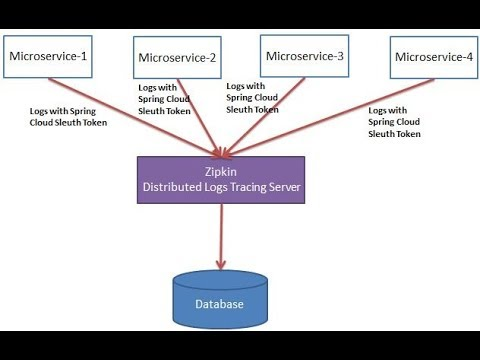 Microservice-1
Microservice-2
Microservice-3
Microservice-4
Logs with Spring
Cloud Sleuth Token
Logs with
Spring Cloud
Sleuth Token
Logs with
Spring Cloud
Sleuth Token
Logs with
Spring Cloud
Sleuth Token
Zipkin
Distributed Logs Tracing Server
Database